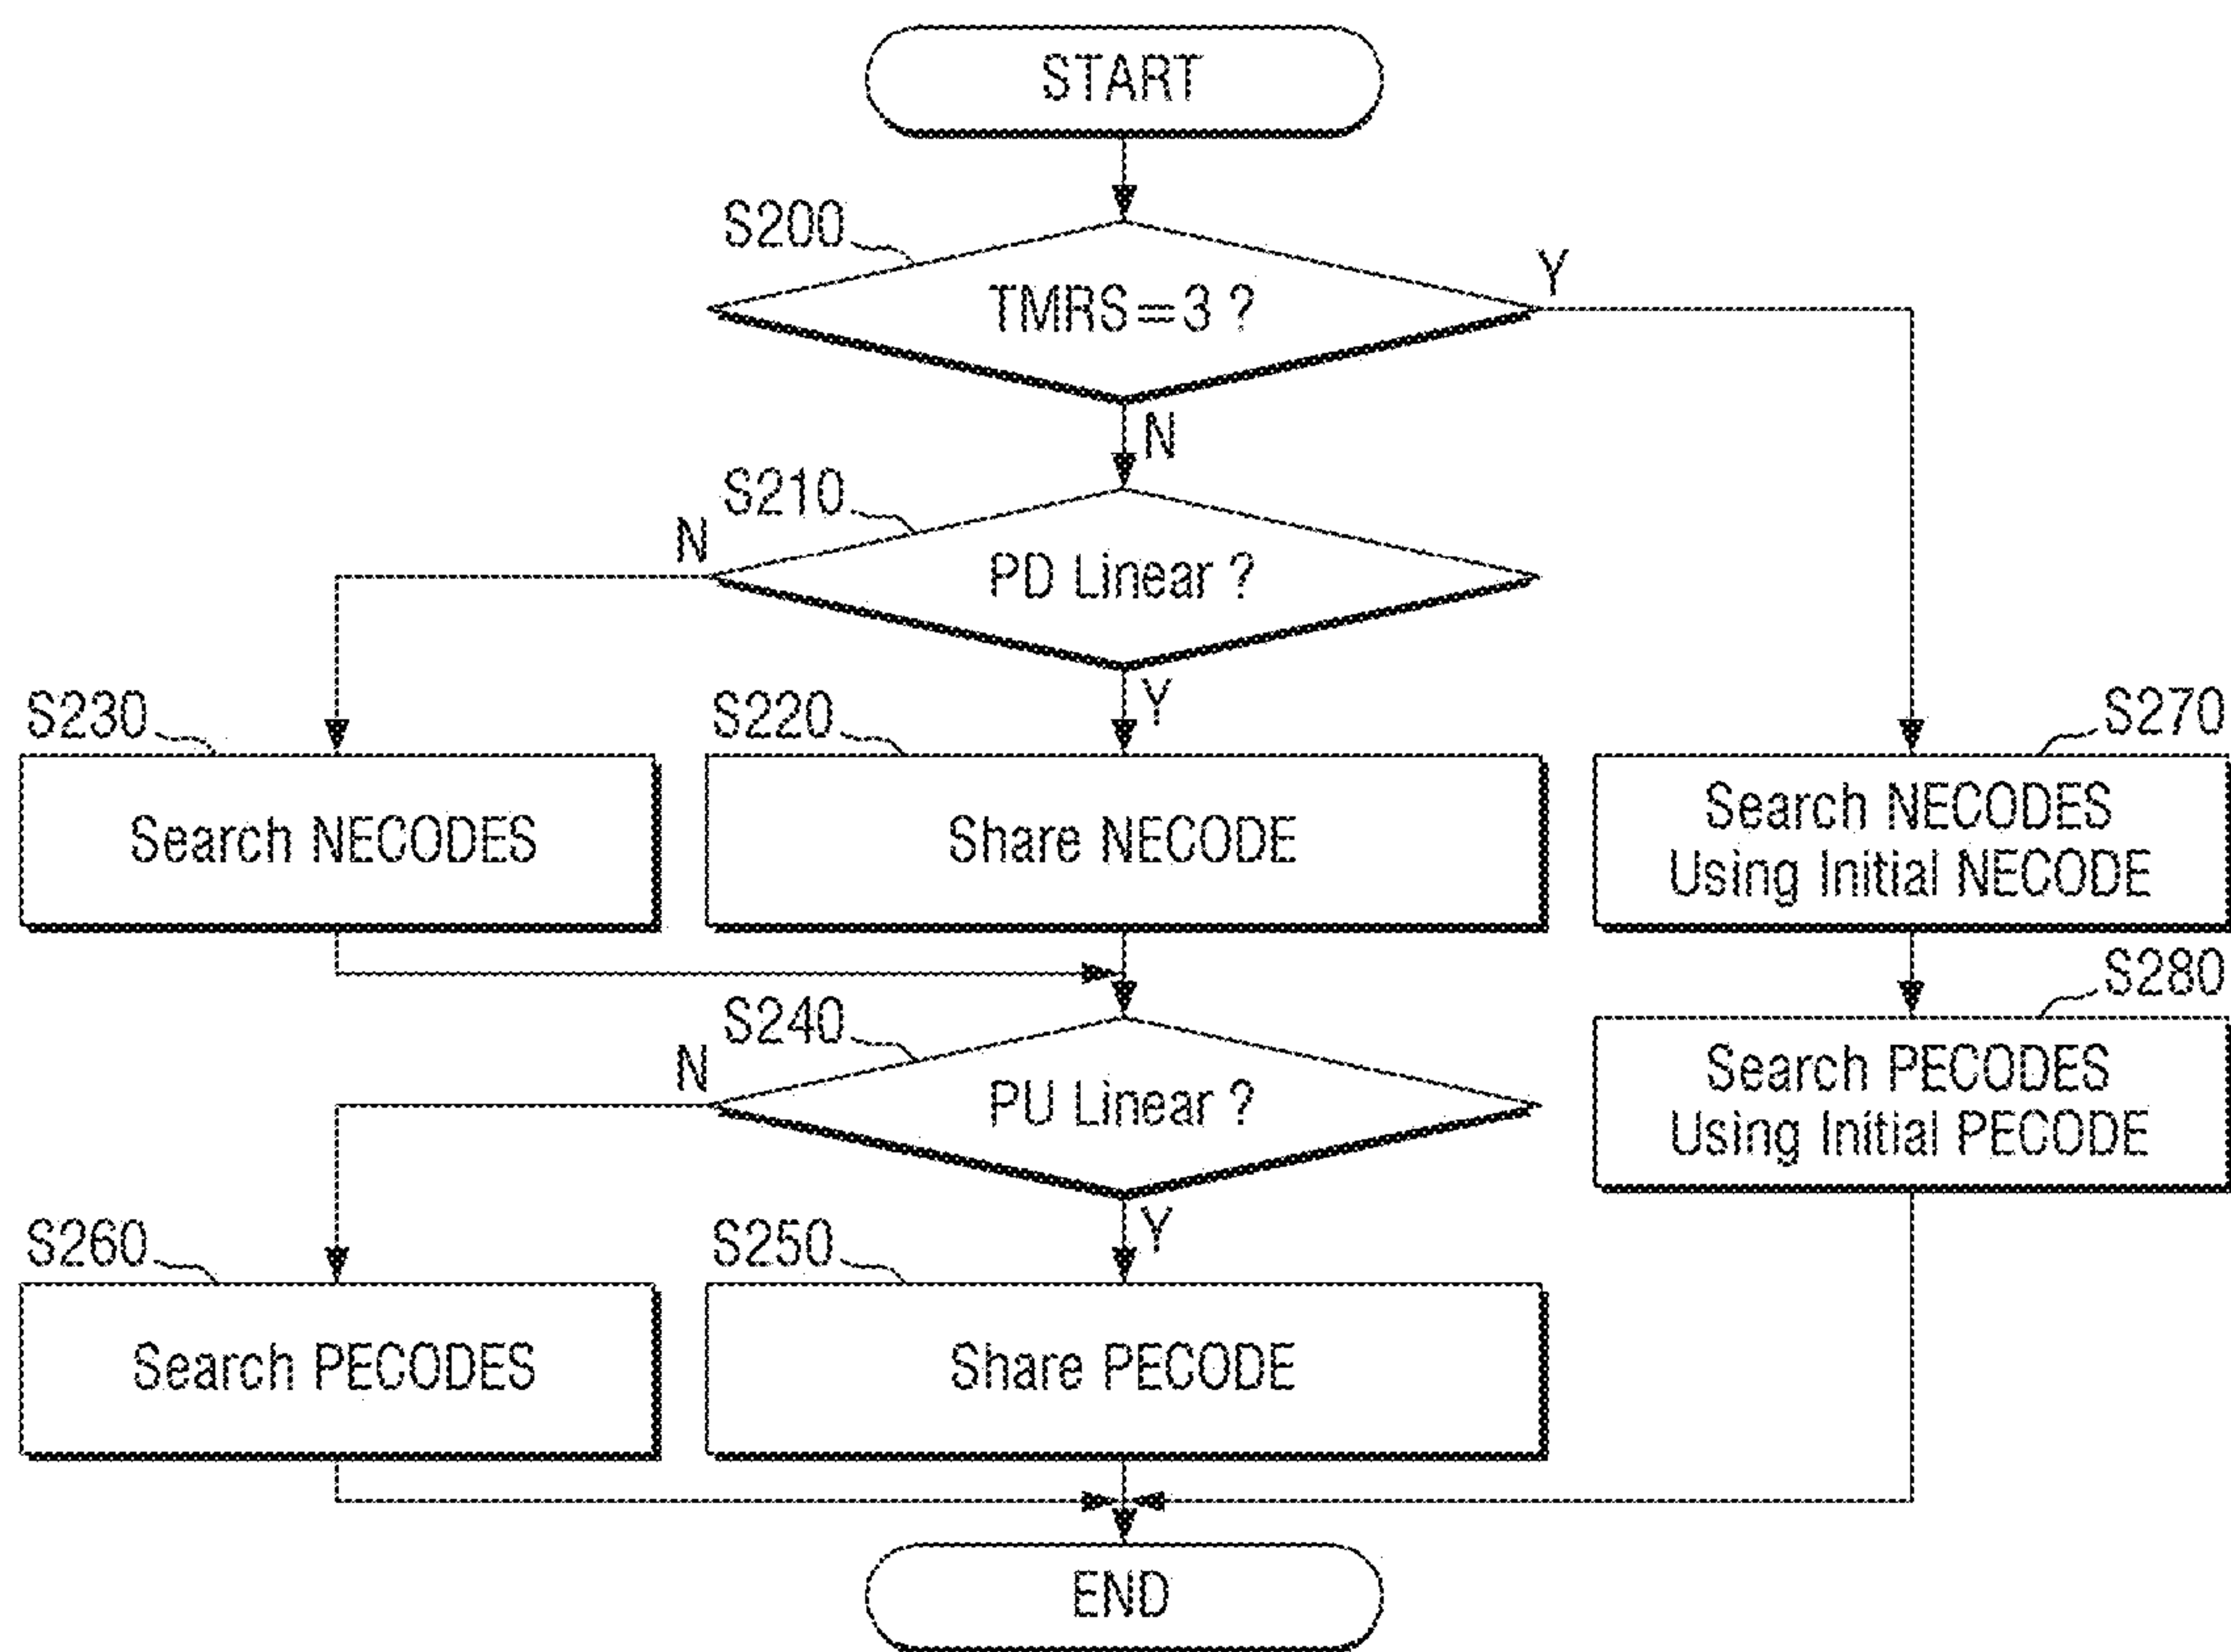 START
S200
TMRS=3 ?
Y
N
S210
N
PD Linear ?
Y
S230
S220
S270
Search NECODES
Share NECODE
Search NECODES
Using Initial NECODE
S240
S280
N
PU Linear ?
Search PECODES
Using Initial PECODE
Y
S260
S250
Search PECODES
Share PECODE
END